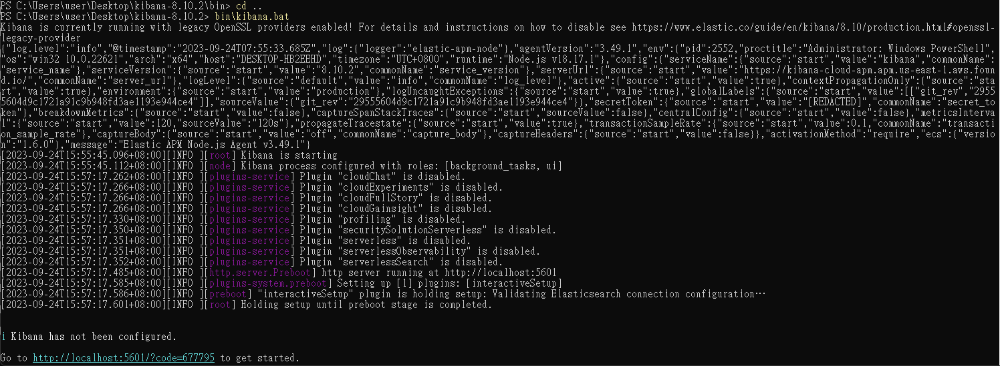 PS C:\Users\user\Desktop\kibana-8.10.2\bin> cd ..
PS C:\Users\user\Desktop\kibana-8.10.2> bin\kibana.bat
Kibana is currently running with legacy OpenSSL providers enabled! For details and instructions on how to disable see https://www.elastic.co/guide/en/kibana/8.10/production.html#openssl-
legacy-provider
{"log.level":"info","@timestamp":"2023-09-24T07:55:33.685Z","log":{"logger":"elastic-apm-node"},"agentVersion":"3.49.1","env":{"pid":2552,"proctitle":"Administrator: Windows PowerShell",
"os":"win32 10.0.22621","arch":"x64","host":"DESKTOP-HB2EEHD","timezone":"UTC+0800","runtime":"Node.js v18.17.1"},"config":{"serviceName":{"source":"start","value":"kibana","commonName":
"service_name"},"serviceVersion":{"source":"start","value":"8.10.2","commonName":"service_version"},"serverUrl":{"source":"start","value":"https://kibana-cloud-apm.apm.us-east-1.aws.foun
d.io/","commonName":"server_url"},"logLevel":{"source":"default","value":"info","commonName":"log_level"},"active":{"source":"start","value":true},"contextPropagationOnly":{"source":"sta
rt","value":true},"environment":{"source":"start","value":"production"},"logUncaughtExceptions":{"source":"start","value":true},"globalLabels":{"source":"start","value":[["git_rev","2955
5604d9c1721a91c9b948fd3ae1193e944ce4"]],"sourceValue":{"git_rev":"29555604d9c1721a91c9b948fd3ae1193e944ce4"}},"secretToken":{"source":"start","value":"[REDACTED]","commonName":"secret_to
ken"},"breakdownMetrics":{"source":"start","value":false},"captureSpanStackTraces":{"source":"start","sourceValue":false},"centralConfig":{"source":"start","value":false},"metricsInterva
l":{"source":"start","value":120,"sourceValue":"120s"},"propagateTracestate":{"source":"start","value":true},"transactionSampleRate":{"source":"start","value":0.1,"commonName":"transacti
on_sample_rate"},"captureBody":{"source":"start","value":"off","commonName":"capture_body"},"captureHeaders":{"source":"start","value":false}},"activationMethod":"require","ecs":{"versio
n":"1.6.0"},"message":"Elastic APM Node.js Agent v3.49.1"}
[2023-09-24T15:55:45.096+08:00][INFO ][root] Kibana is starting
[2023-09-24T15:55:45.112+08:00][INFO ][node] Kibana process configured with roles: [background_tasks, ui]
[2023-09-24T15:57:17.262+08:00][INFO ][plugins-service] Plugin "cloudChat" is disabled.
[2023-09-24T15:57:17.266+08:00][INFO ][plugins-service] Plugin "cloudExperiments" is disabled.
[2023-09-24T15:57:17.266+08:00][INFO ][plugins-service] Plugin "cloudFullStory" is disabled.
[2023-09-24T15:57:17.266+08:00][INFO ][plugins-service] Plugin "cloudGainsight" is disabled.
[2023-09-24T15:57:17.330+08:00][INFO ][plugins-service] Plugin "profiling" is disabled.
[2023-09-24T15:57:17.350+08:00][INFO ][plugins-service] Plugin "securitySolutionServerless" is disabled.
[2023-09-24T15:57:17.351+08:00][INFO ][plugins-service] Plugin "serverless" is disabled.
[2023-09-24T15:57:17.351+08:00][INFO ][plugins-service] Plugin "serverlessObservability" is disabled.
[2023-09-24T15:57:17.352+08:00][INFO ][plugins-service] Plugin "serverlessSearch" is disabled.
[2023-09-24T15:57:17.485+08:00][INFO ][http.server.Preboot] http server running at http://localhost:5601
[2023-09-24T15:57:17.585+08:00][INFO ][plugins-system.preboot] Setting up [1] plugins: [interactiveSetup]
[2023-09-24T15:57:17.586+08:00][INFO ][preboot] "interactiveSetup" plugin is holding setup: Validating Elasticsearch connection configuration…
[2023-09-24T15:57:17.601+08:00][INFO ][root] Holding setup until preboot stage is completed.
i Kibana has not been configured.
Go to http://localhost:5601/?code=677795 to get started.